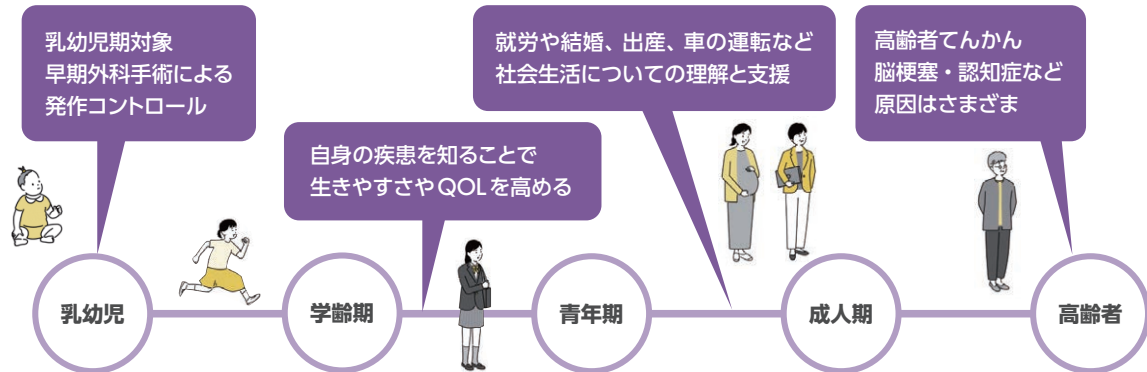 乳幼児期対象
早期外科手術による
発作コントロール
自身の疾患を知ることで
生きやすさやQOLを高める
就労や結婚、出産、車の運転など
社会生活についての理解と支援
高齢者てんかん
脳梗塞・認知症など
原因はさまざま
乳幼児
学齢期
青年期
成人期
高齢者